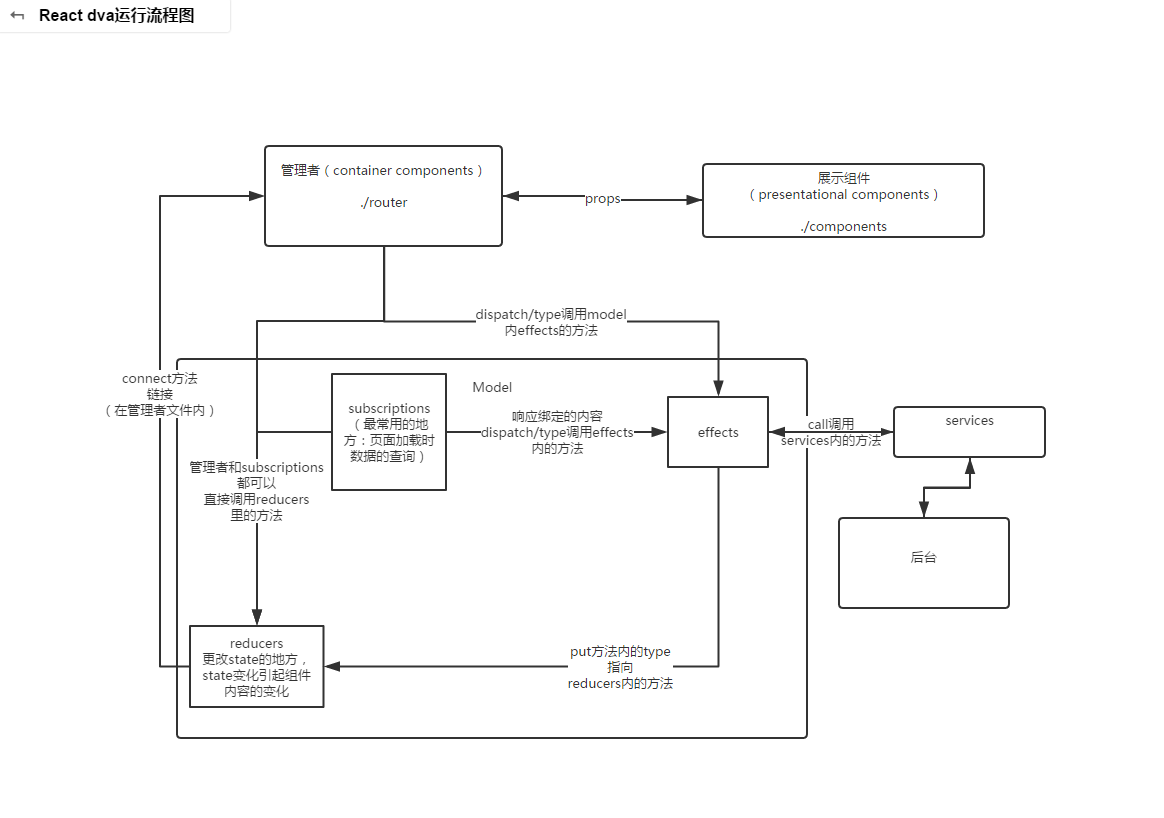 React dva运行流程图
管理者（container components）
./router
props
展示组件
（presentational components）
./components
dispatch/type调用model
内effects的方法
connect方法
链接
（在管理者文件内）
Model
subscriptions
（最常用的地
方：页面加载时
数据的查询）
响应绑定的内容
dispatch/type调用effects
内的方法
effects
call调用
services内的方法
services
管理者和subscriptions
都可以
直接调用reducers
里的方法
后台
reducers
更改state的地方，
state变化引起组件
内容的变化
put方法内的type
指向
reducers内的方法